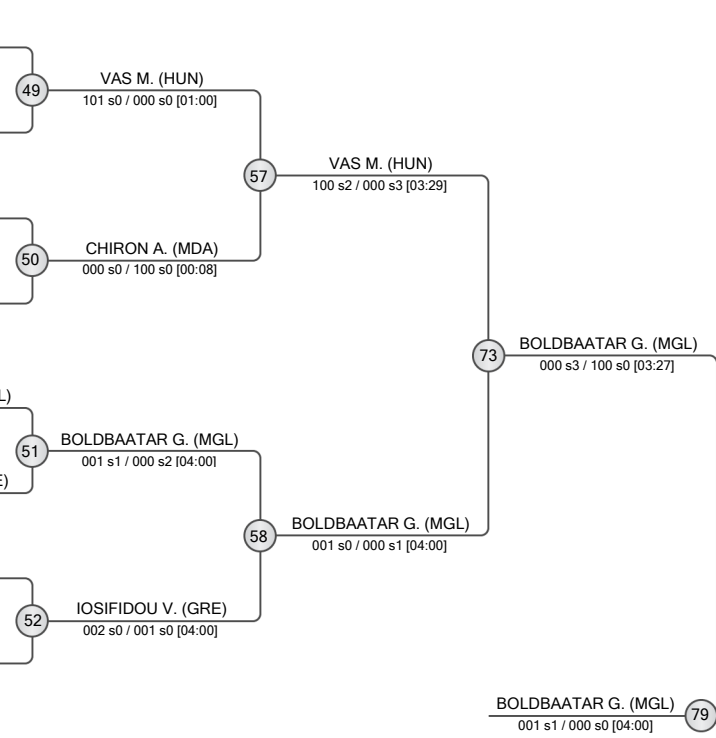 VAS M. (HUN)
49
101 s0 / 000 s0 [01:00]
VAS M. (HUN)
57
100 s2 / 000 s3 [03:29]
CHIRON A. (MDA)
50
000 s0 / 100 s0 [00:08]
BOLDBAATAR G. (MGL)
73
000 s3 / 100 s0 [03:27]
L)
BOLDBAATAR G. (MGL)
51
001 s1 / 000 s2 [04:00]
E)
BOLDBAATAR G. (MGL)
58
001 s0 / 000 s1 [04:00]
IOSIFIDOU V. (GRE)
52
002 s0 / 001 s0 [04:00]
BOLDBAATAR G. (MGL)
79
001 s1 / 000 s0 [04:00]